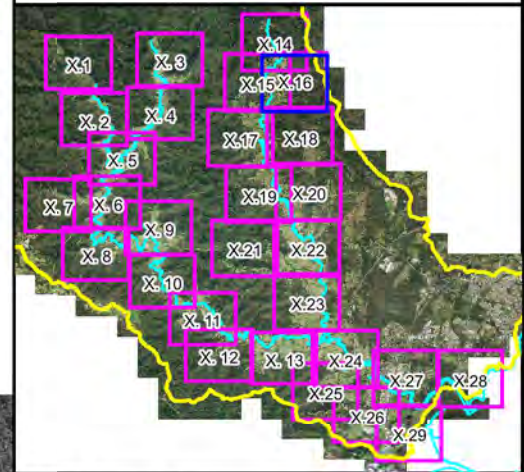 X.14
X.1
X. 3
X.15
X.16
X. 2
X. 4
X.17
X.18
X. 5
X. 7
X. 6
X.19
X.20
X. 9
X. 8
X.21
X.22
X.10
X.23
X. 11
X. 12
X. 13
X.24
X.27
X.28
X.25
X.26
X.29